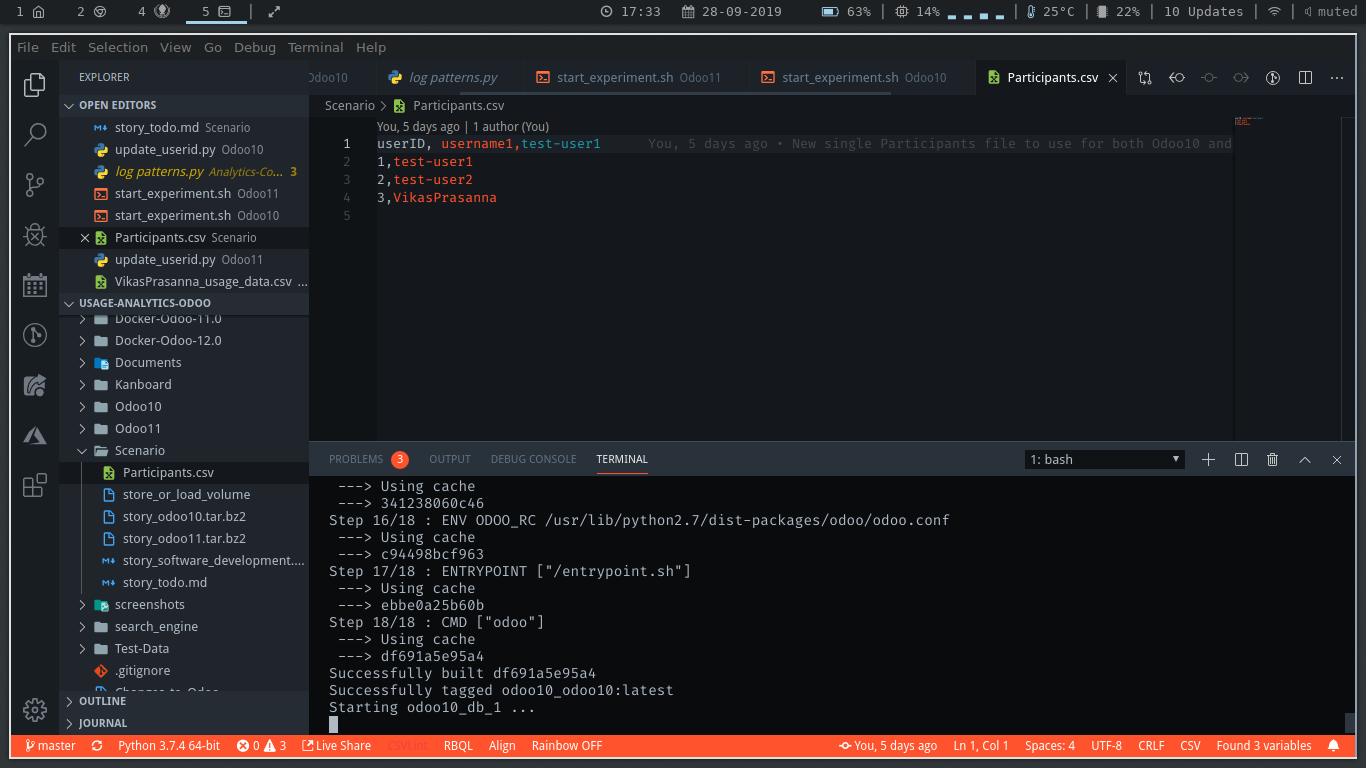 1 2 4 5 17:33 28-09-2019 63% 14% 25°C 22% 10 Updates muted
File Edit Selection View Go Debug Terminal Help
EXPLORER
OPEN EDITORS
story_todo.md Scenario
update_userid.py Odoo10
log patterns.py Analytics-Co... 3
start_experiment.sh Odoo11
start_experiment.sh Odoo10
Participants.csv Scenario
update_userid.py Odoo11
VikasPrasanna_usage_data.csv ...
USAGE-ANALYTICS-ODOO
Docker-Odoo-11.0
Docker-Odoo-12.0
Documents
Kanboard
Odoo10
Odoo11
Scenario
Participants.csv
store_or_load_volume
story_odoo10.tar.bz2
story_odoo11.tar.bz2
story_software_development....
story_todo.md
screenshots
search_engine
Test-Data
.gitignore
Changes-to-Odoo
OUTLINE
JOURNAL
Odoo10 log patterns.py start_experiment.sh Odoo11 start_experiment.sh Odoo10 Participants.csv
Scenario > Participants.csv
You, 5 days ago | 1 author (You)
1 userID, username1,test-user1 You, 5 days ago • New single Participants file to use for both Odoo10 and
2 1,test-user1
3 2,test-user2
4 3,VikasPrasanna
5
PROBLEMS 3 OUTPUT DEBUG CONSOLE TERMINAL 1: bash
---> Using cache
---> 341238060c46
Step 16/18 : ENV ODOO_RC /usr/lib/python2.7/dist-packages/odoo/odoo.conf
---> Using cache
---> c94498bcf963
Step 17/18 : ENTRYPOINT ["/entrypoint.sh"]
---> Using cache
---> ebbe0a25b60b
Step 18/18 : CMD ["odoo"]
---> Using cache
---> df691a5e95a4
Successfully built df691a5e95a4
Successfully tagged odoo10_odoo10:latest
Starting odoo10_db_1 ...
master Python 3.7.4 64-bit 0 3 Live Share CSVLint RBQL Align Rainbow OFF You, 5 days ago Ln 1, Col 1 Spaces: 4 UTF-8 CRLF CSV Found 3 variables